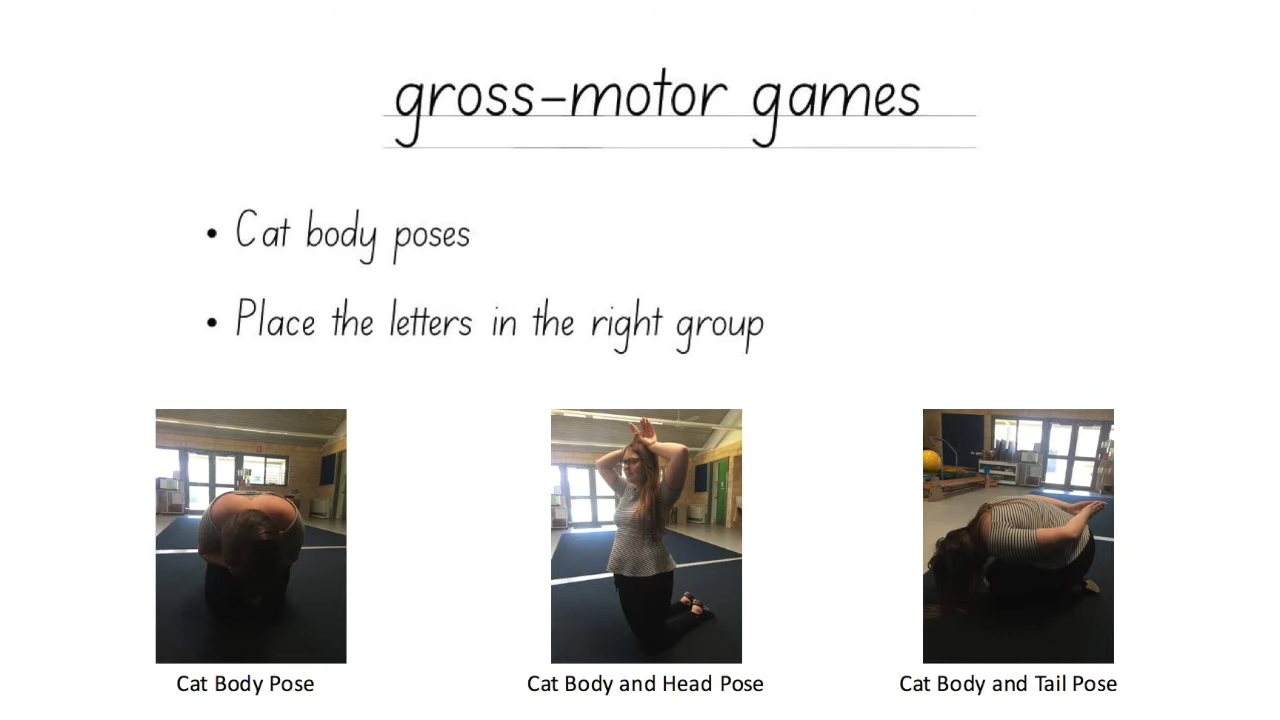 gross-motor games
• Cat body poses
• Place the letters in the right group
Cat Body Pose
Cat Body and Head Pose
Cat Body and Tail Pose